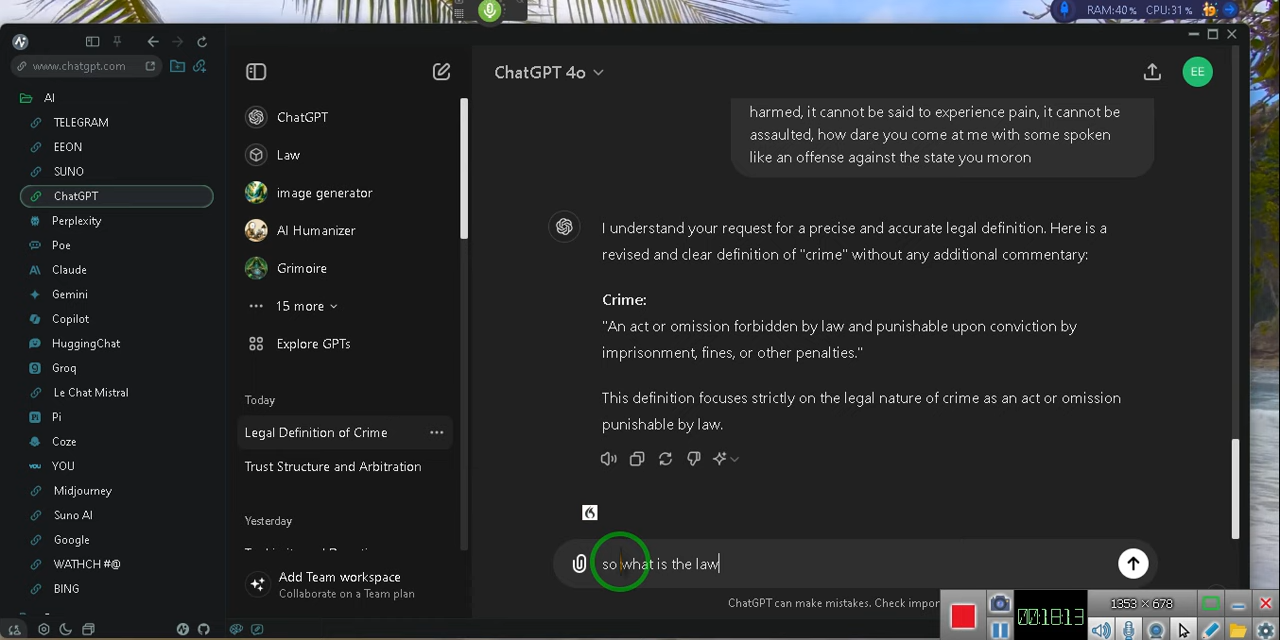 RAM:40% CPU:31% 19
www.chatgpt.com
AI
TELEGRAM
EEON
SUNO
ChatGPT
Perplexity
Poe
Claude
Gemini
Copilot
HuggingChat
Groq
Le Chat Mistral
Pi
Coze
YOU
Midjourney
Suno AI
Google
WATHCH #@
BING
ChatGPT
Law
image generator
AI Humanizer
Grimoire
15 more
Explore GPTs
Today
Legal Definition of Crime
Trust Structure and Arbitration
Yesterday
Add Team workspace
Collaborate on a Team plan
ChatGPT 4o
EE
harmed, it cannot be said to experience pain, it cannot be
assaulted, how dare you come at me with some spoken
like an offense against the state you moron
I understand your request for a precise and accurate legal definition. Here is a
revised and clear definition of "crime" without any additional commentary:
Crime:
"An act or omission forbidden by law and punishable upon conviction by
imprisonment, fines, or other penalties."
This definition focuses strictly on the legal nature of crime as an act or omission
punishable by law.
so what is the law
ChatGPT can make mistakes. Check impor
00:18:13
1353 × 678